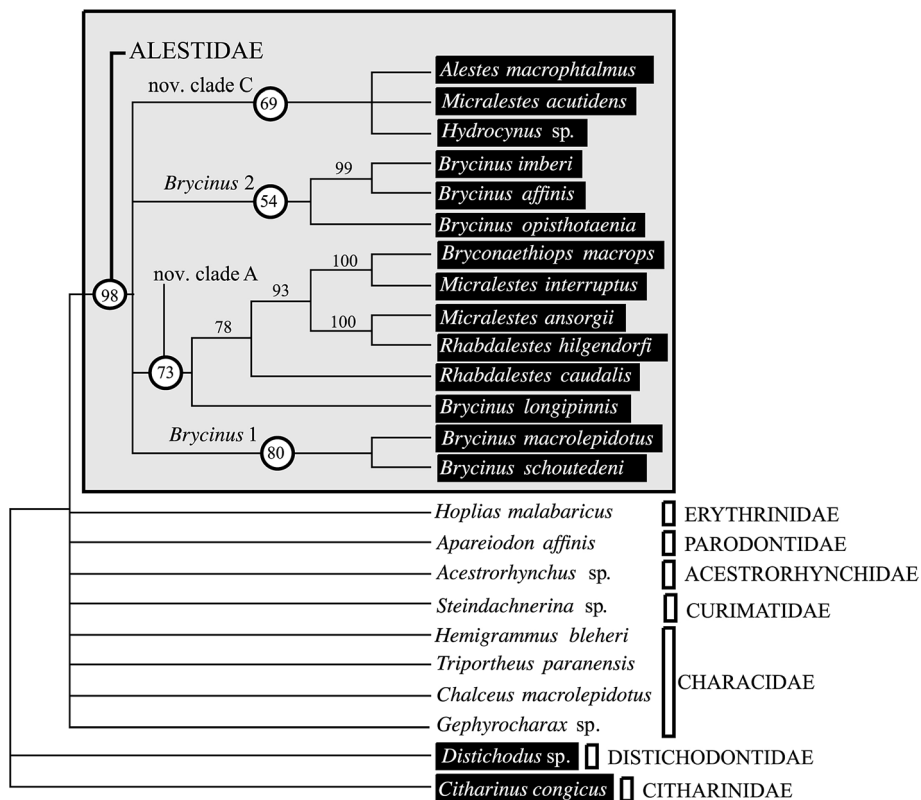 ALESTIDAE
nov. clade C
69
Alestes macrophtalmus
Micralestes acutidens
Hydrocynus sp.
Brycinus 2
54
99
Brycinus imberi
Brycinus affinis
Brycinus opisthotaenia
98
nov. clade A
73
78
93
100
Bryconaethiops macrops
Micralestes interruptus
100
Micralestes ansorgii
Rhabdalestes hilgendorfi
Rhabdalestes caudalis
Brycinus longipinnis
Brycinus 1
80
Brycinus macrolepidotus
Brycinus schoutedeni
Hoplias malabaricus ERYTHRINIDAE
Apareiodon affinis PARODONTIDAE
Acestrorhynchus sp. ACESTRORHYNCHIDAE
Steindachnerina sp. CURIMATIDAE
Hemigrammus bleheri
Triportheus paranensis
CHARACIDAE
Chalceus macrolepidotus
Gephyrocharax sp.
Distichodus sp. DISTICHODONTIDAE
Citharinus congicus CITHARINIDAE